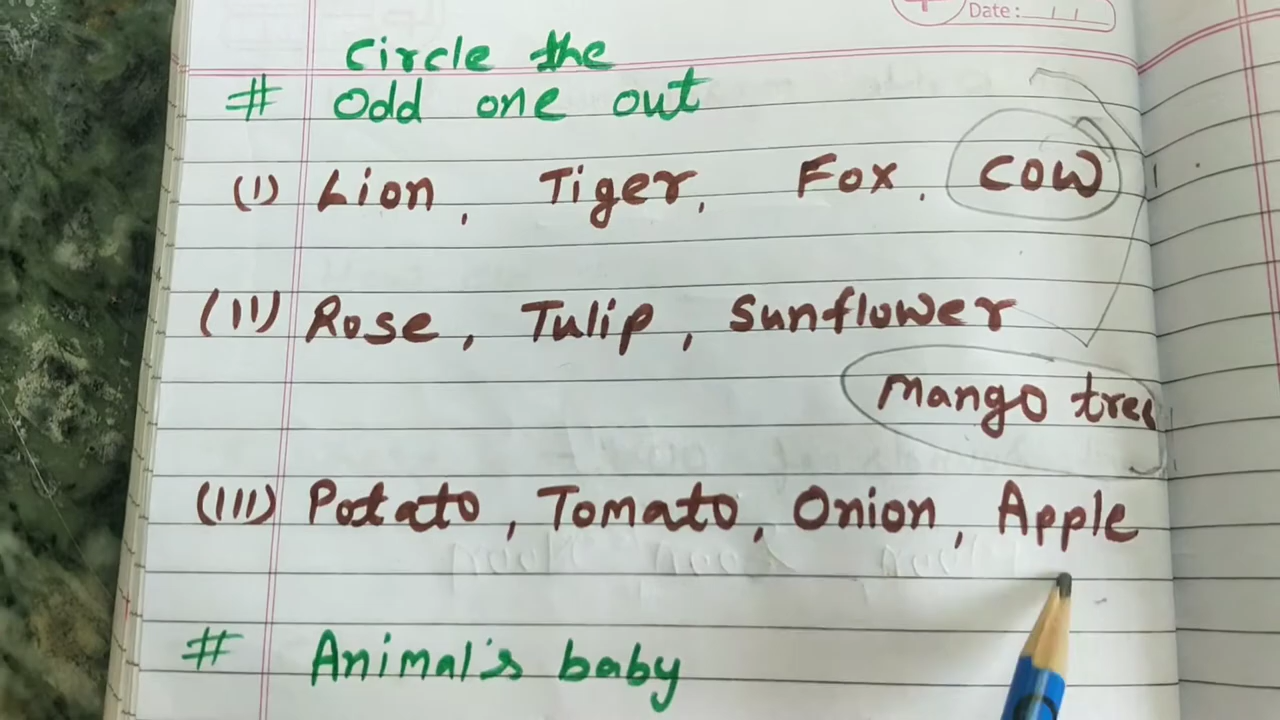 Date: / /
Circle the
# Odd one out
(I) Lion, Tiger, Fox, Cow
(II) Rose, Tulip, Sunflower
Mango tree
(III) Potato, Tomato, Onion, Apple
# Animal's baby